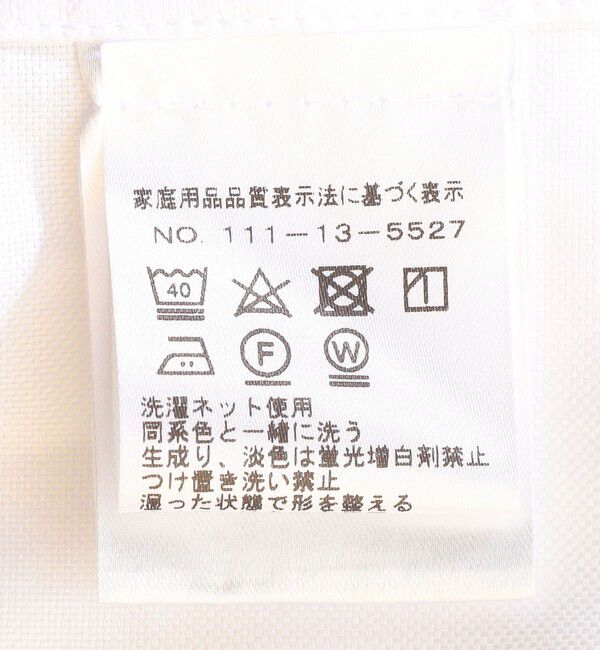 家庭用品品質表示法に基づく表示
NO. 111-13-5527
40
F W
洗濯ネット使用
同系色と一緒に洗う
生成り、淡色は蛍光増白剤禁止
つけ置き洗い禁止
湿った状態で形を整える